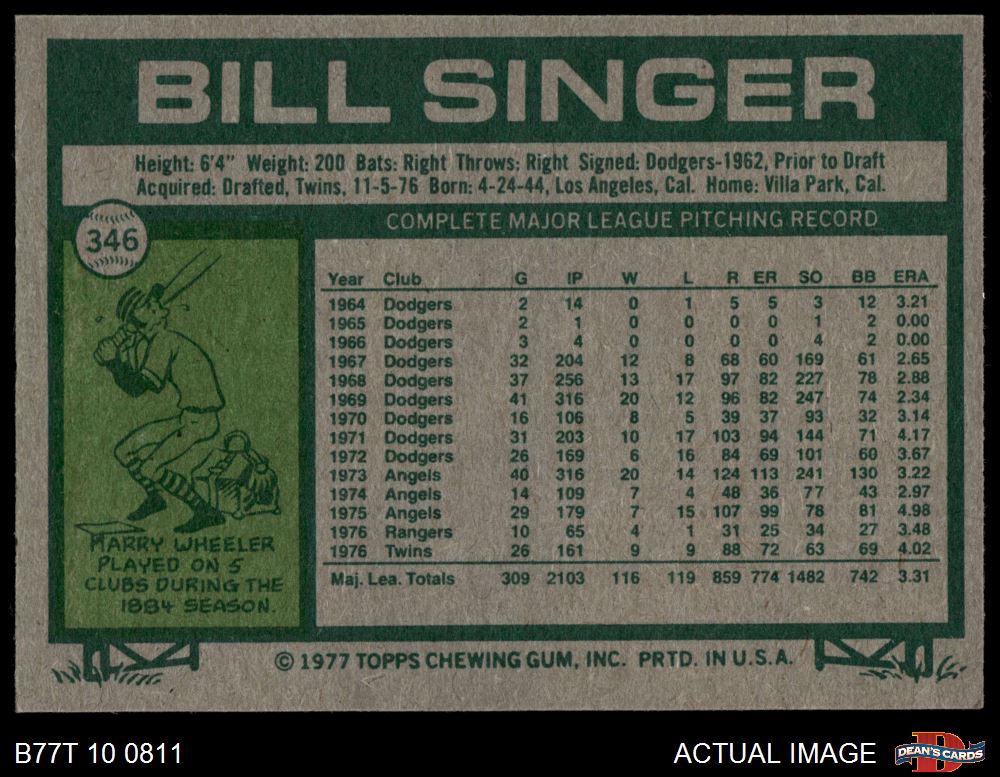 BILL SINGER
Height: 6'4" Weight: 200 Bats: Right Throws: Right Signed: Dodgers-1962, Prior to Draft
Acquired: Drafted, Twins, 11-5-76 Born: 4-24-44, Los Angeles, Cal. Home: Villa Park, Cal.
346
COMPLETE MAJOR LEAGUE PITCHING RECORD
Year Club G IP W L R ER SO BB ERA
1964 Dodgers 2 14 0 1 5 5 3 12 3.21
1965 Dodgers 2 1 0 0 0 0 1 2 0.00
1966 Dodgers 3 4 0 0 0 0 4 2 0.00
1967 Dodgers 32 204 12 8 68 60 169 61 2.65
1968 Dodgers 37 256 13 17 97 82 227 78 2.88
1969 Dodgers 41 316 20 12 96 82 247 74 2.34
1970 Dodgers 16 106 8 5 39 37 93 32 3.14
1971 Dodgers 31 203 10 17 103 94 144 71 4.17
1972 Dodgers 26 169 6 16 84 69 101 60 3.67
1973 Angels 40 316 20 14 124 113 241 130 3.22
1974 Angels 14 109 7 4 48 36 77 43 2.97
1975 Angels 29 179 7 15 107 99 78 81 4.98
1976 Rangers 10 65 4 1 31 25 34 27 3.48
1976 Twins 26 161 9 9 88 72 63 69 4.02
Maj. Lea. Totals 309 2103 116 119 859 774 1482 742 3.31
HARRY WHEELER
PLAYED ON 5
CLUBS DURING THE
1884 SEASON.
© 1977 TOPPS CHEWING GUM, INC. PRTD. IN U.S.A.
B77T 10 0811
ACTUAL IMAGE
D
DEAN'S CARDS